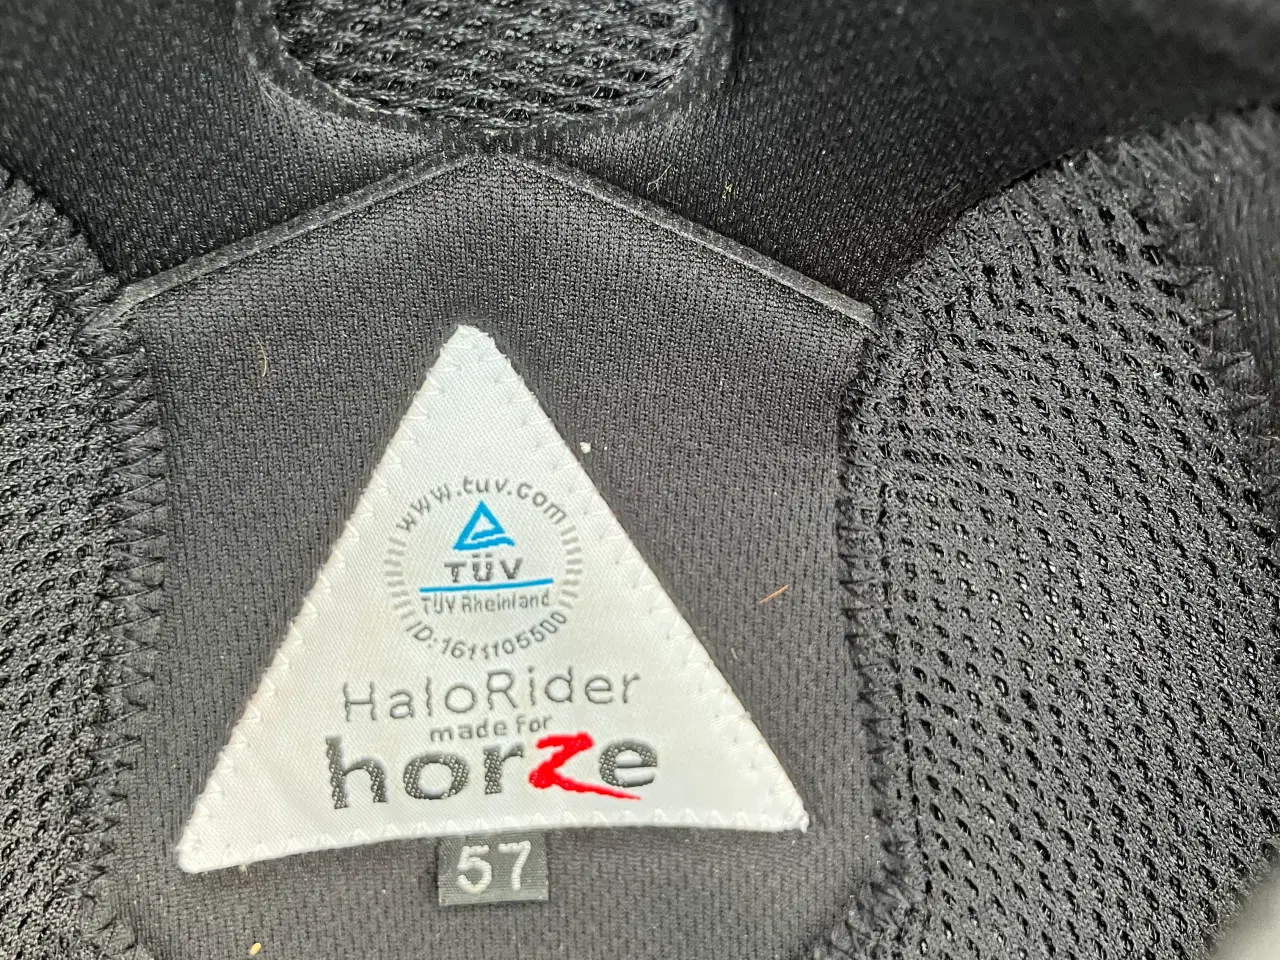 www.tuv.com
TÜV
TÜV Rheinland
ID:1611105500
HaloRider
made for
horze
57